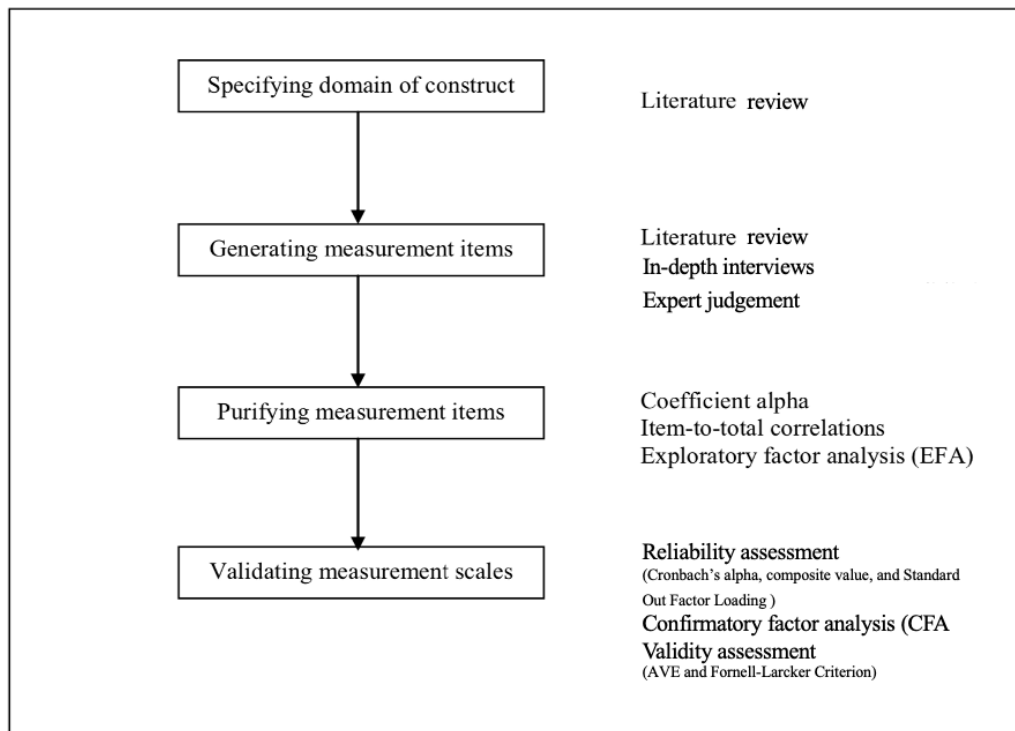 Specifying domain of construct
Literature review
Generating measurement items
Literature review
In-depth interviews
Expert judgement
Purifying measurement items
Coefficient alpha
Item-to-total correlations
Exploratory factor analysis (EFA)
Validating measurement scales
Reliability assessment
(Cronbach's alpha, composite value, and Standard
Out Factor Loading )
Confirmatory factor analysis (CFA
Validity assessment
(AVE and Fornell-Larcker Criterion)